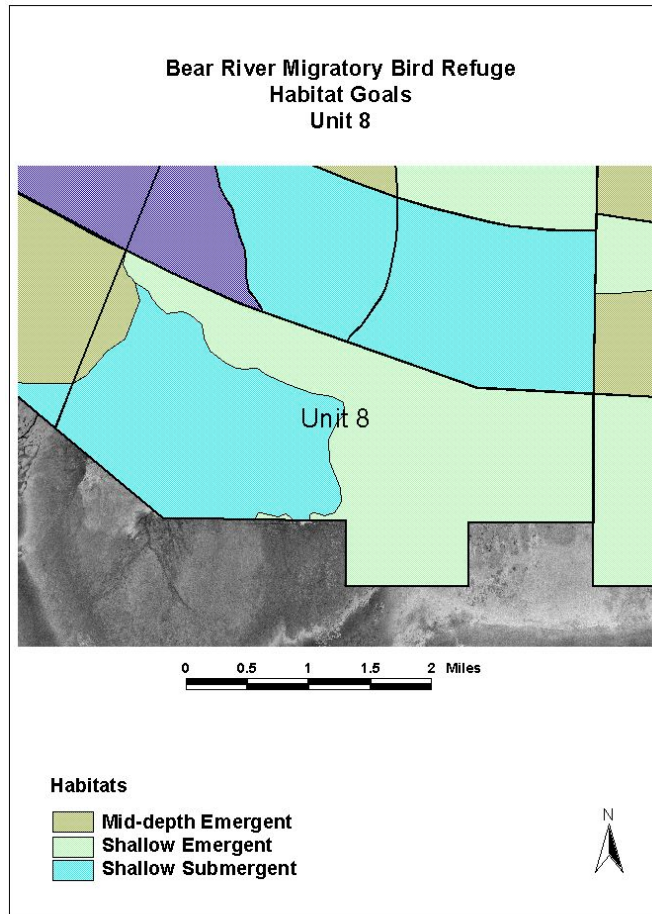 Bear River Migratory Bird Refuge
Habitat Goals
Unit 8
Unit 8
0 0.5 1 1.5 2 Miles
Habitats
Mid-depth Emergent
Shallow Emergent
Shallow Submergent
N